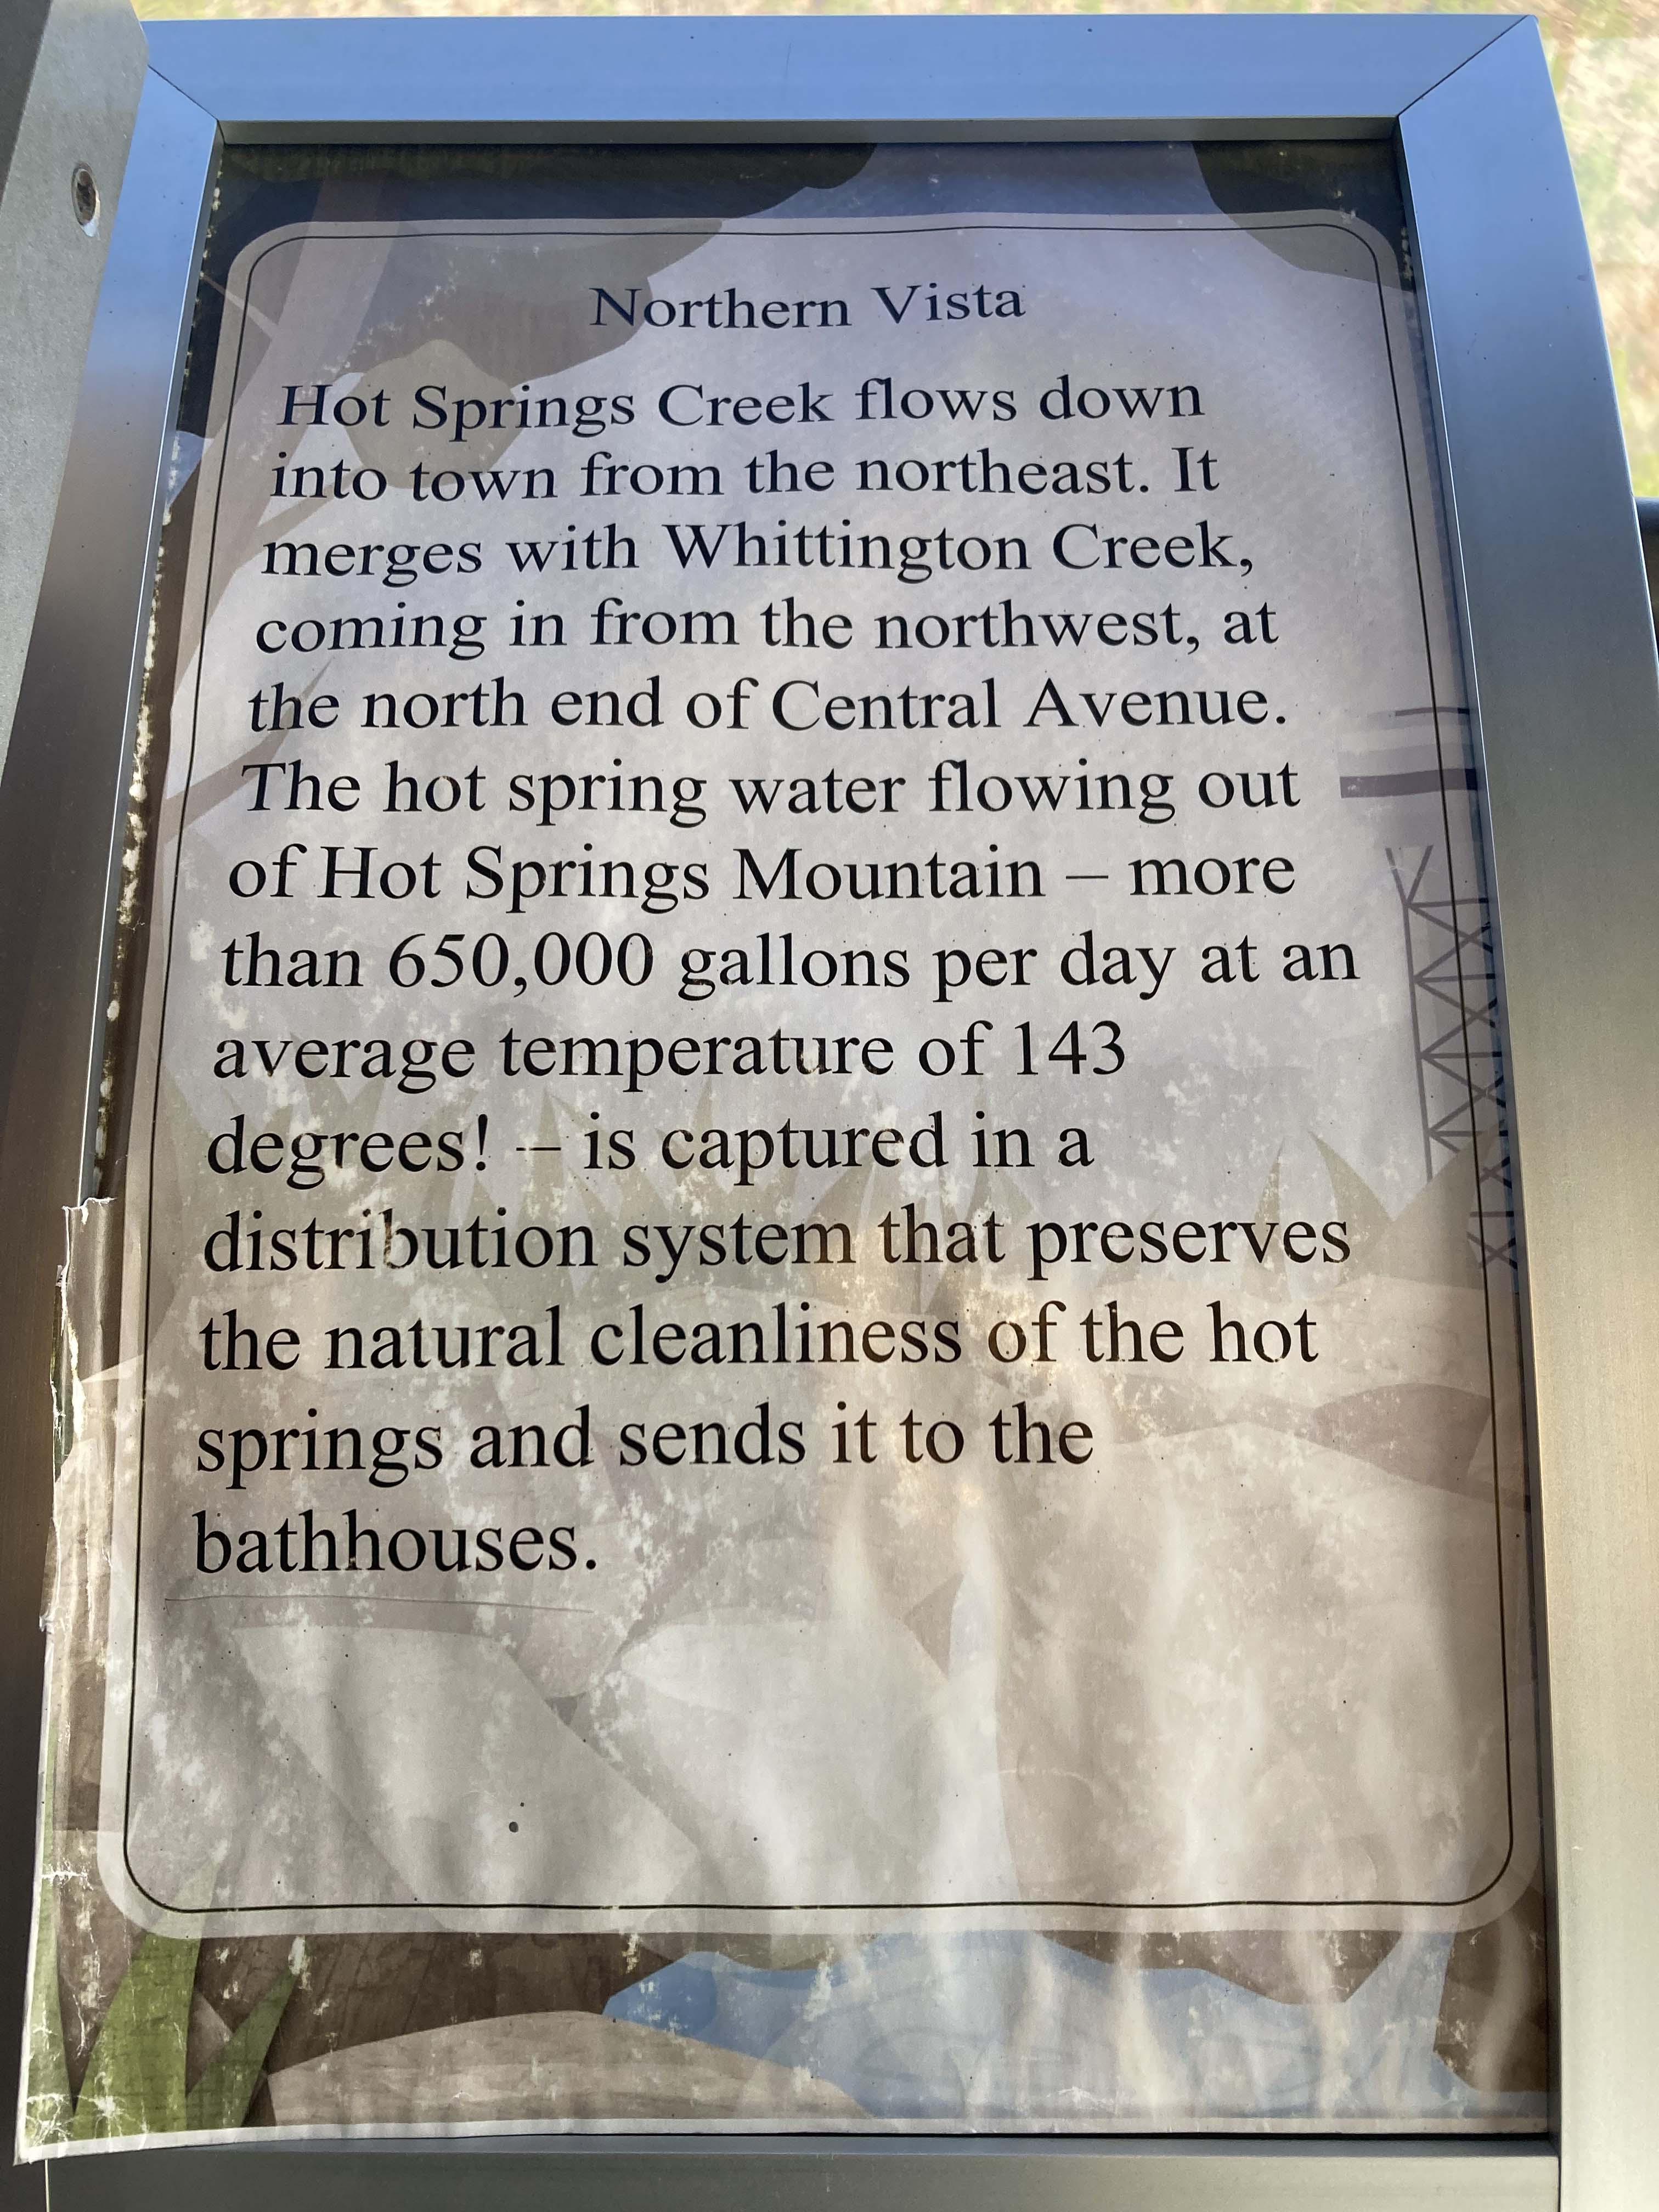 Northern Vista
Hot Springs Creek flows down
into town from the northeast. It
merges with Whittington Creek,
coming in from the northwest, at
the north end of Central Avenue.
The hot spring water flowing out
of Hot Springs Mountain – more
than 650,000 gallons per day at an
average temperature of 143
degrees! – is captured in a
distribution system that preserves
the natural cleanliness of the hot
springs and sends it to the
bathhouses.